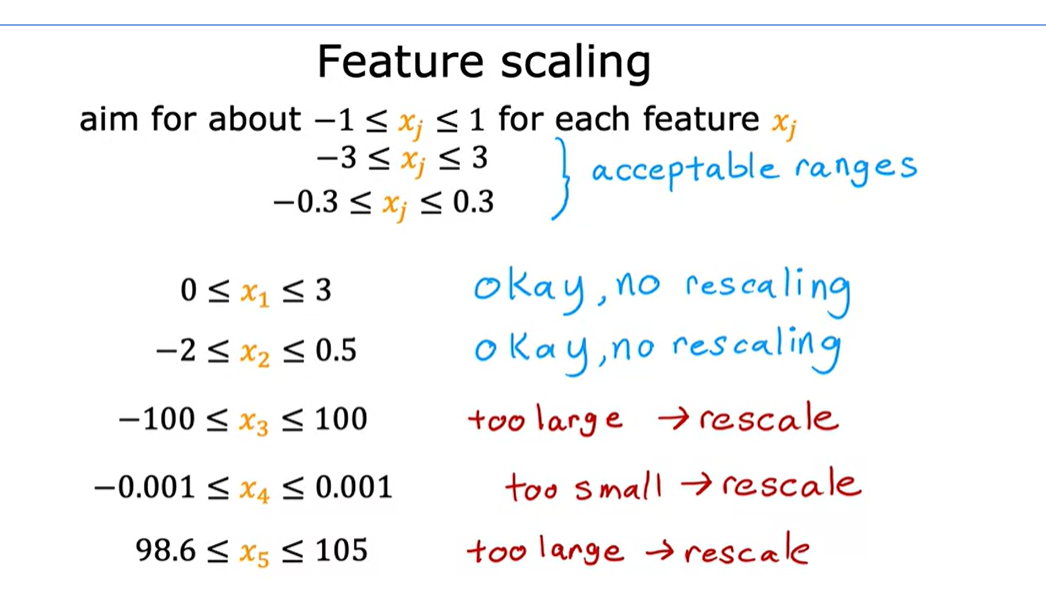 Feature scaling
aim for about −1 ≤ xⱼ ≤ 1 for each feature xⱼ
−3 ≤ xⱼ ≤ 3
−0.3 ≤ xⱼ ≤ 0.3
} acceptable ranges
0 ≤ x₁ ≤ 3 okay, no rescaling
−2 ≤ x₂ ≤ 0.5 okay, no rescaling
−100 ≤ x₃ ≤ 100 too large → rescale
−0.001 ≤ x₄ ≤ 0.001 too small → rescale
98.6 ≤ x₅ ≤ 105 too large → rescale